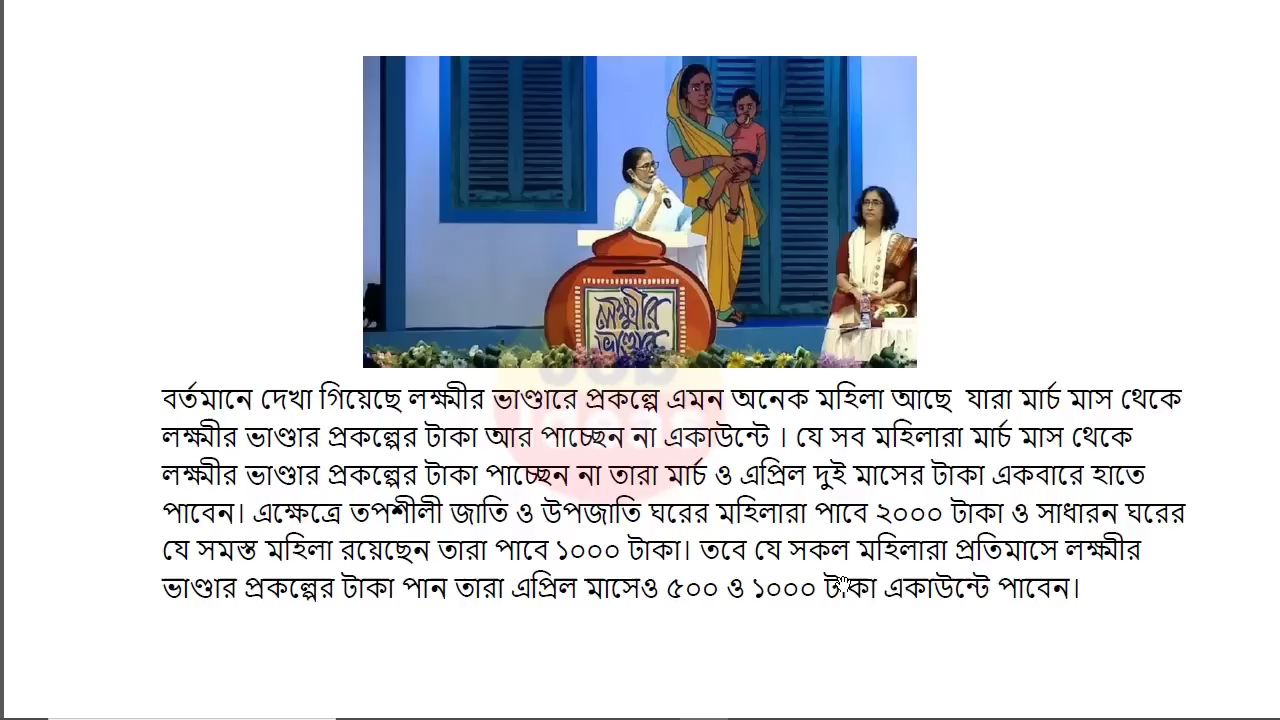 লক্ষ্মীর
ভাণ্ডার
বর্তমানে দেখা গিয়েছে লক্ষ্মীর ভাণ্ডারে প্রকল্পে এমন অনেক মহিলা আছে যারা মার্চ মাস থেকে
লক্ষ্মীর ভাণ্ডার প্রকল্পের টাকা আর পাচ্ছেন না একাউন্টে । যে সব মহিলারা মার্চ মাস থেকে
লক্ষ্মীর ভাণ্ডার প্রকল্পের টাকা পাচ্ছেন না তারা মার্চ ও এপ্রিল দুই মাসের টাকা একবারে হাতে
পাবেন। এক্ষেত্রে তপশীলী জাতি ও উপজাতি ঘরের মহিলারা পাবে ২০০০ টাকা ও সাধারন ঘরের
যে সমস্ত মহিলা রয়েছেন তারা পাবে ১০০০ টাকা। তবে যে সকল মহিলারা প্রতিমাসে লক্ষ্মীর
ভাণ্ডার প্রকল্পের টাকা পান তারা এপ্রিল মাসেও ৫০০ ও ১০০০ টাকা একাউন্টে পাবেন।